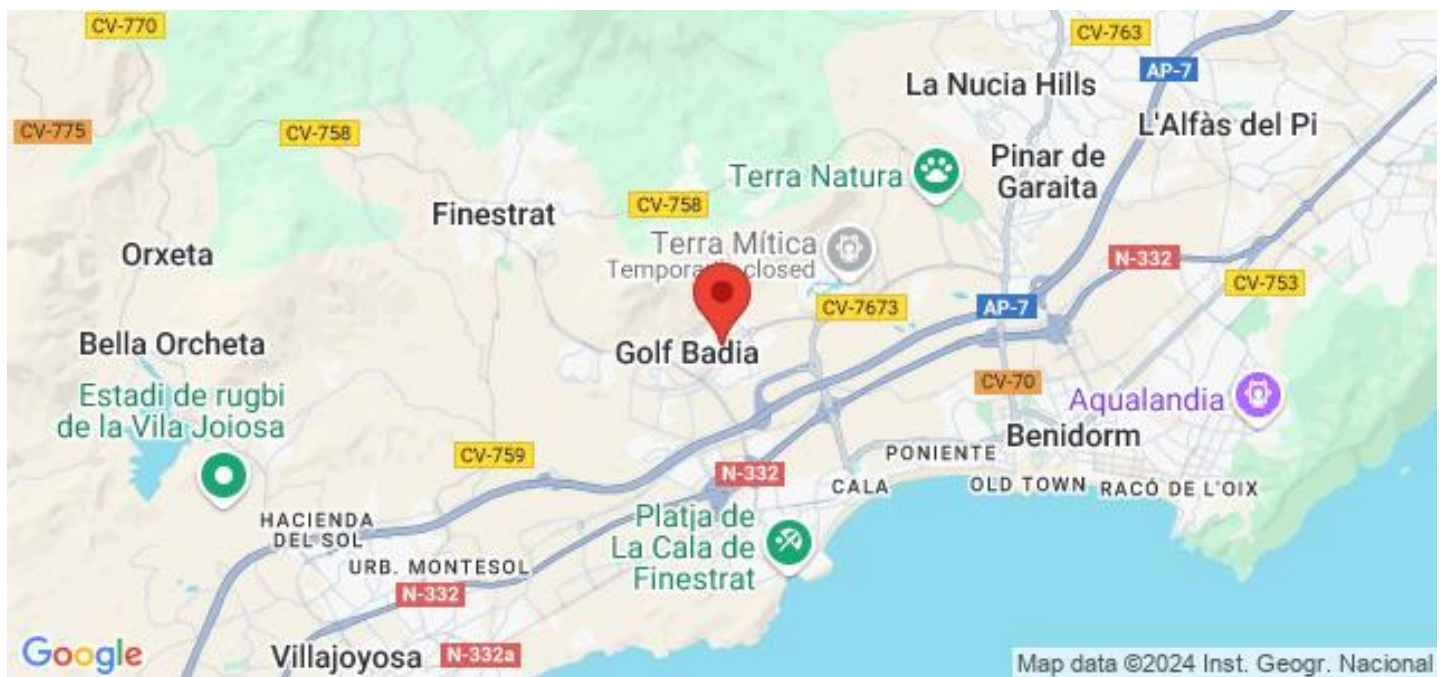 CV-770
CV-763
AP-7
La Nucia Hills
L'Alfàs del Pi
CV-775
CV-758
Pinar de
Garaita
Terra Natura
CV-758
Finestrat
Orxeta
Terra Mítica
closed
N-332
CV-753
CV-7673
AP-7
Bella Orcheta
Golf Badia
Estadi de rugbi
de la Vila Joiosa
CV-70
Aqualandia
Benidorm
CV-759
PONIENTE
N-332
CALA
OLD TOWN
RACÓ DE L'OIX
HACIENDA
DEL SOL
Platja de
La Cala de
Finestrat
URB. MONTESOL
N-332
Villajoyosa
N-332a
Google
Map data ©2024 Inst. Geogr. Nacional